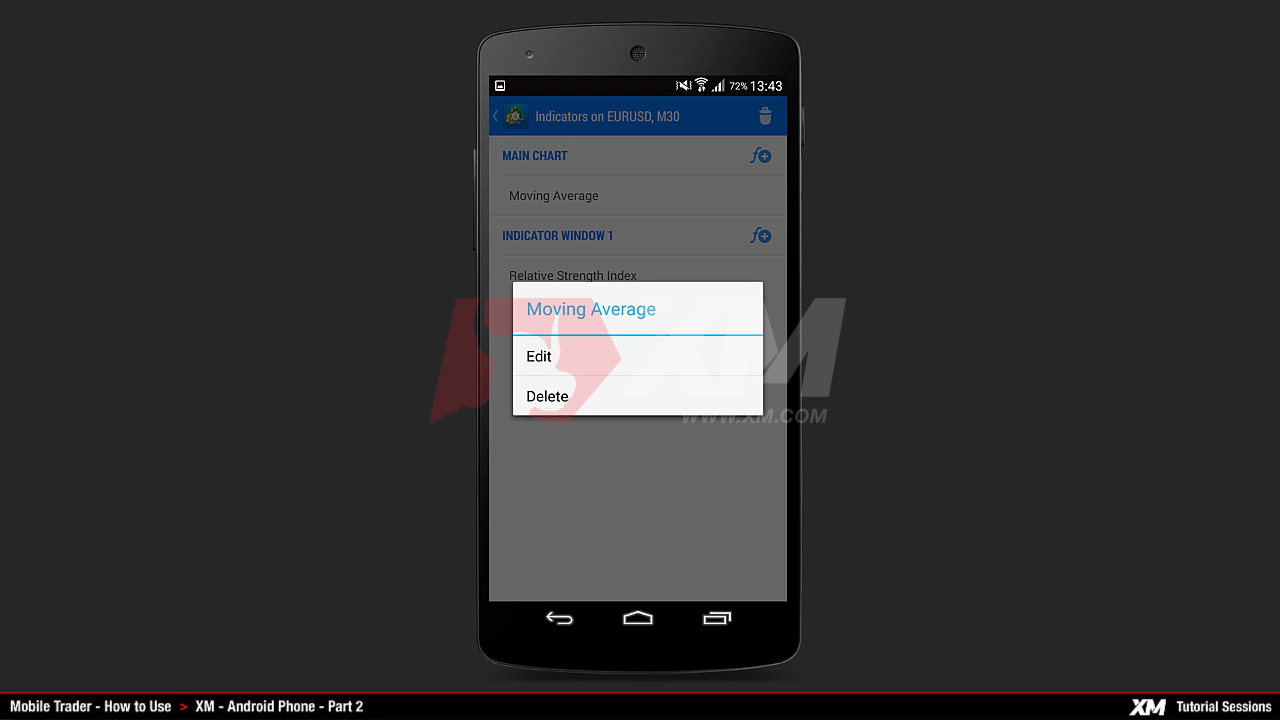 72% 13:43
Indicators on EURUSD, M30
MAIN CHART
Moving Average
INDICATOR WINDOW 1
Relative Strength Index
Moving Average
Edit
Delete
XM
WWW.XM.COM
Mobile Trader - How to Use > XM - Android Phone - Part 2
XM Tutorial Sessions